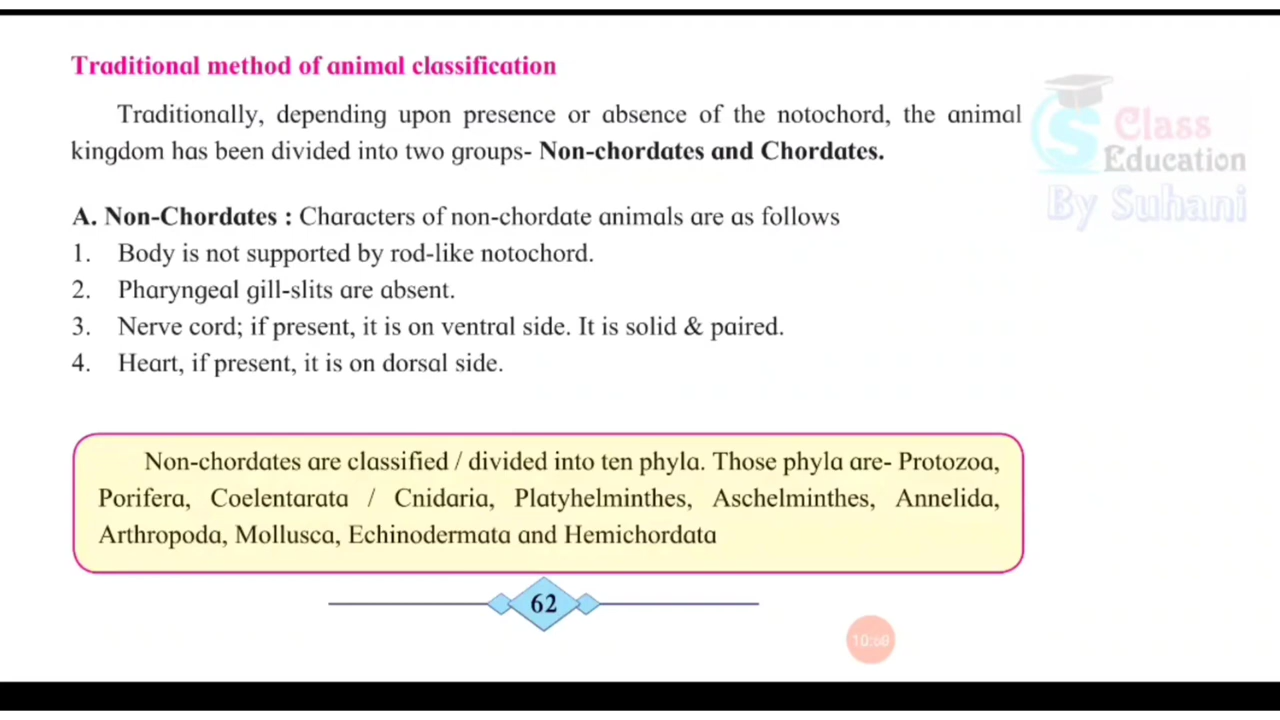 Traditional method of animal classification
Traditionally, depending upon presence or absence of the notochord, the animal
kingdom has been divided into two groups- Non-chordates and Chordates.
Class
Education
By Suhani
A. Non-Chordates : Characters of non-chordate animals are as follows
1. Body is not supported by rod-like notochord.
2. Pharyngeal gill-slits are absent.
3. Nerve cord; if present, it is on ventral side. It is solid & paired.
4. Heart, if present, it is on dorsal side.
Non-chordates are classified / divided into ten phyla. Those phyla are- Protozoa,
Porifera, Coelentarata / Cnidaria, Platyhelminthes, Aschelminthes, Annelida,
Arthropoda, Mollusca, Echinodermata and Hemichordata
62